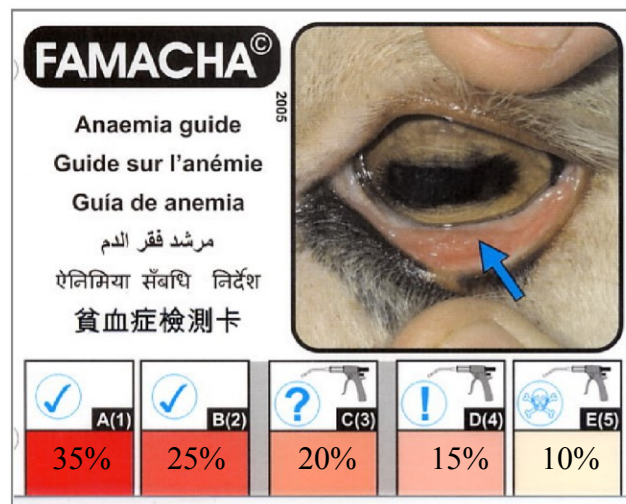 FAMACHA©
2005
Anaemia guide
Guide sur l'anémie
Guía de anemia
مرشد فقر الدم
ऐनिमिया सँबधि निर्देश
貧血症檢測卡
A(1) B(2) C(3) D(4) E(5)
35% 25% 20% 15% 10%